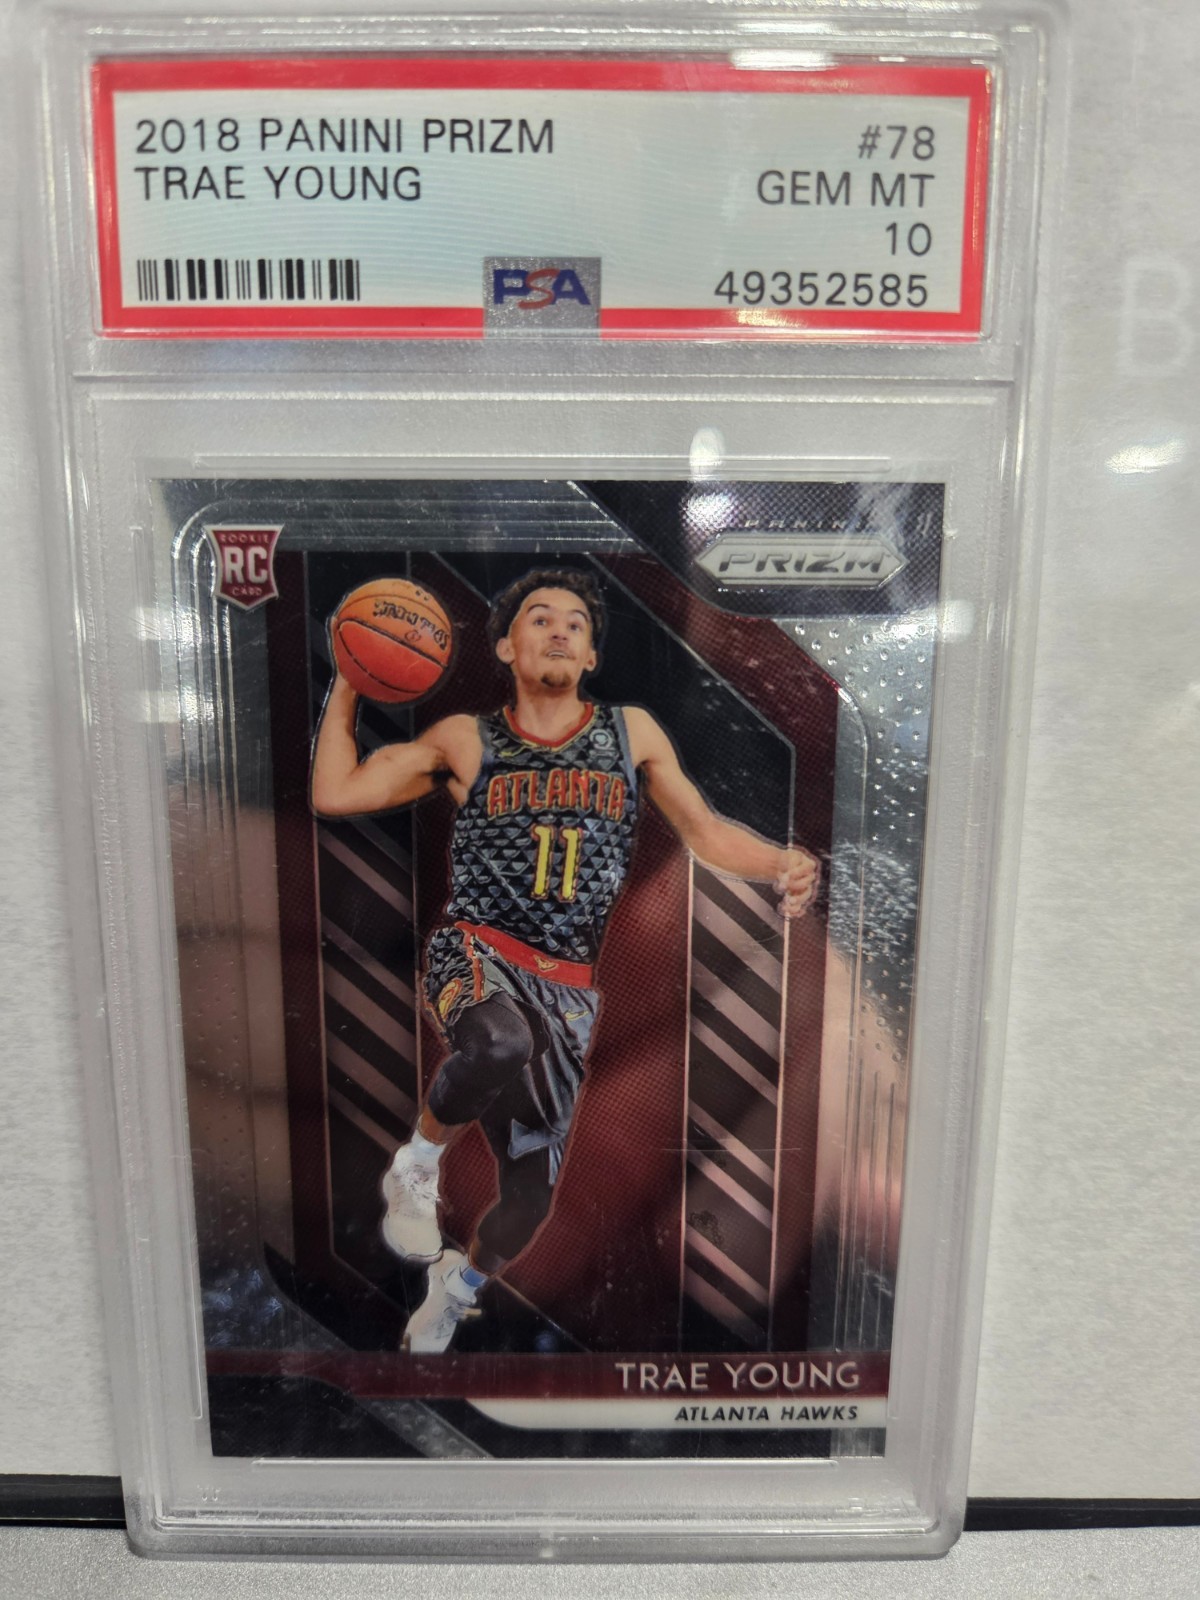 2018 PANINI PRIZM #78
TRAE YOUNG GEM MT
10
PSA 49352585
PANINI
PRIZM
ROOKIE
RC
CARD
SPALDING
ATLANTA
11
TRAE YOUNG
ATLANTA HAWKS
B